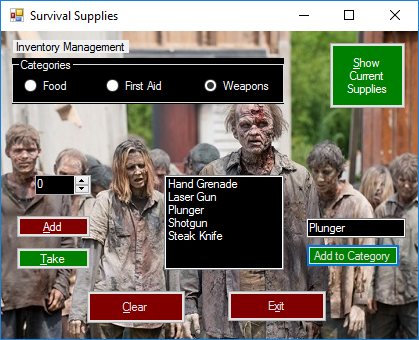 Survival Supplies
Inventory Management
Categories
Food
First Aid
Weapons
Show
Current
Supplies
0
Hand Grenade
Laser Gun
Plunger
Shotgun
Steak Knife
Add
Take
Plunger
Add to Category
Clear
Exit